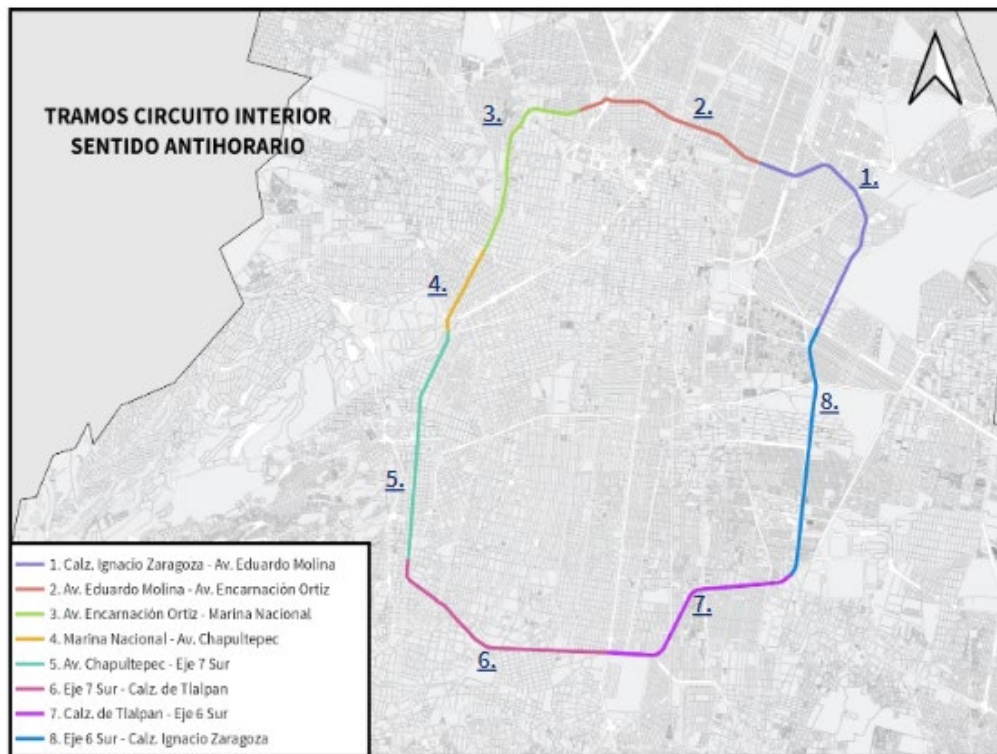 TRAMOS CIRCUITO INTERIOR
SENTIDO ANTIHORARIO
3.
2.
1.
4.
8.
5.
7.
6.
1. Calz. Ignacio Zaragoza - Av. Eduardo Molina
2. Av. Eduardo Molina - Av. Encarnación Ortiz
3. Av. Encarnación Ortiz - Marina Nacional
4. Marina Nacional - Av. Chapultepec
5. Av. Chapultepec - Eje 7 Sur
6. Eje 7 Sur - Calz. de Tlalpan
7. Calz. de Tlalpan - Eje 6 Sur
8. Eje 6 Sur - Calz. Ignacio Zaragoza